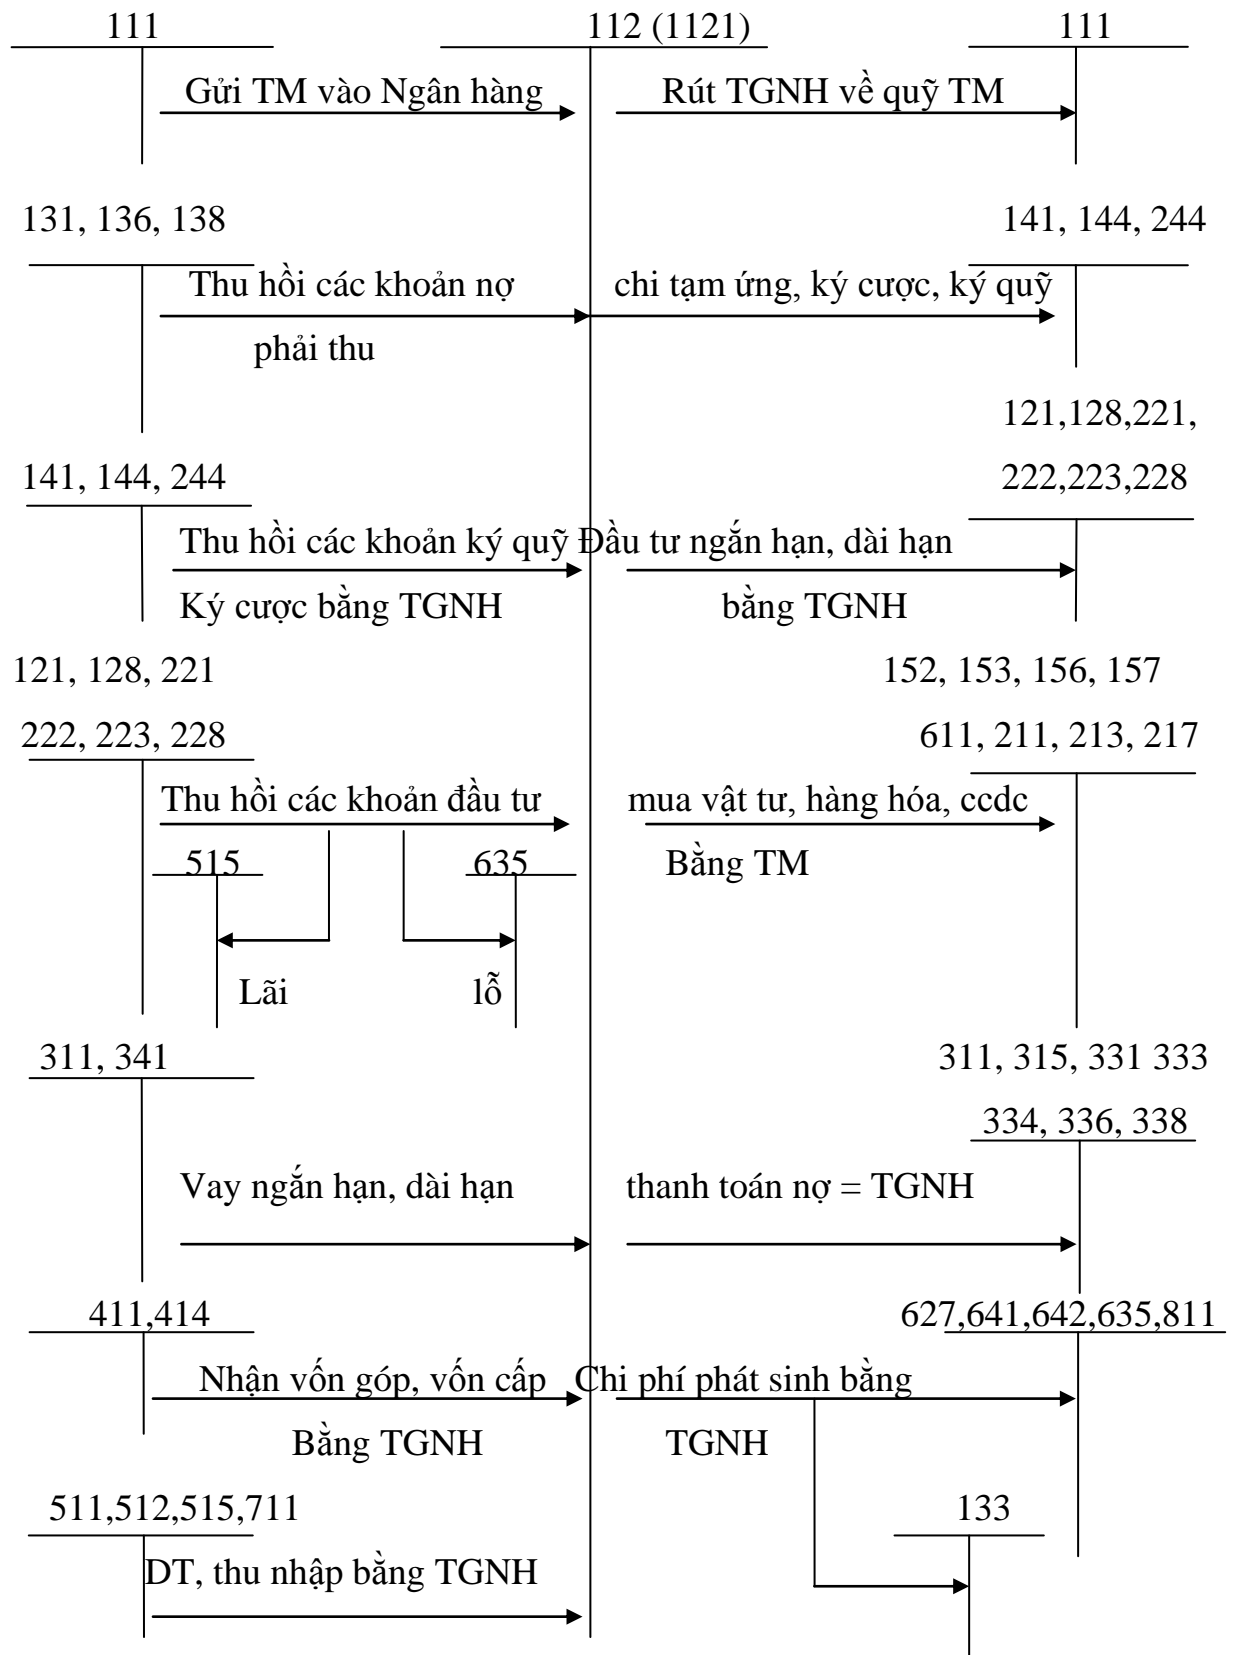 111 112 (1121) 111
Gửi TM vào Ngân hàng Rút TGNH về quỹ TM
131, 136, 138 141, 144, 244
Thu hồi các khoản nợ chi tạm ứng, ký cược, ký quỹ
phải thu
121,128,221,
141, 144, 244 222,223,228
Thu hồi các khoản ký quỹ Đầu tư ngắn hạn, dài hạn
Ký cược bằng TGNH bằng TGNH
121, 128, 221 152, 153, 156, 157
222, 223, 228 611, 211, 213, 217
Thu hồi các khoản đầu tư mua vật tư, hàng hóa, ccdc
515 635 Bằng TM
Lãi lỗ
311, 341 311, 315, 331 333
334, 336, 338
Vay ngắn hạn, dài hạn thanh toán nợ = TGNH
411,414 627,641,642,635,811
Nhận vốn góp, vốn cấp Chi phí phát sinh bằng
Bằng TGNH TGNH
511,512,515,711 133
DT, thu nhập bằng TGNH